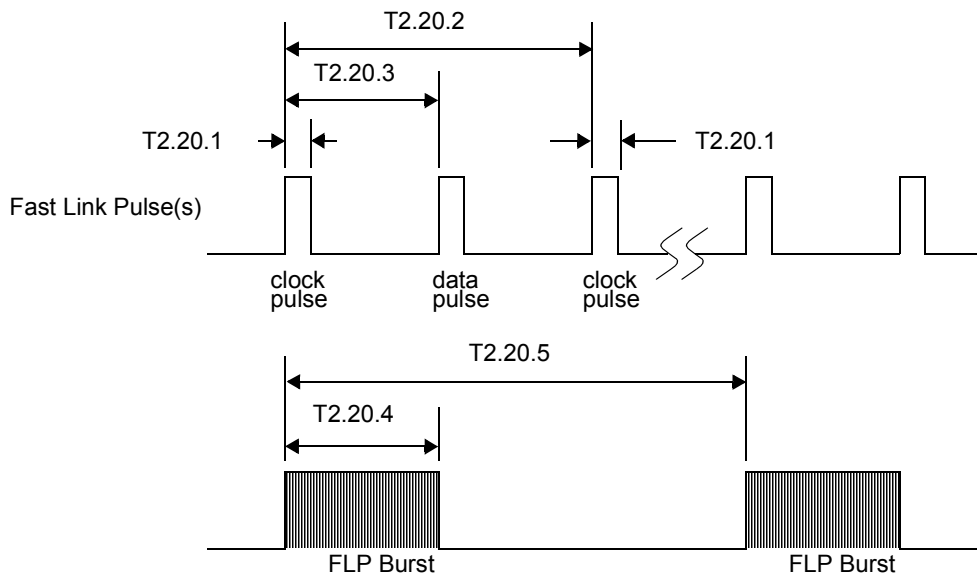 T2.20.2
T2.20.3
T2.20.1
T2.20.1
Fast Link Pulse(s)
clock
pulse
data
pulse
clock
pulse
T2.20.5
T2.20.4
FLP Burst
FLP Burst